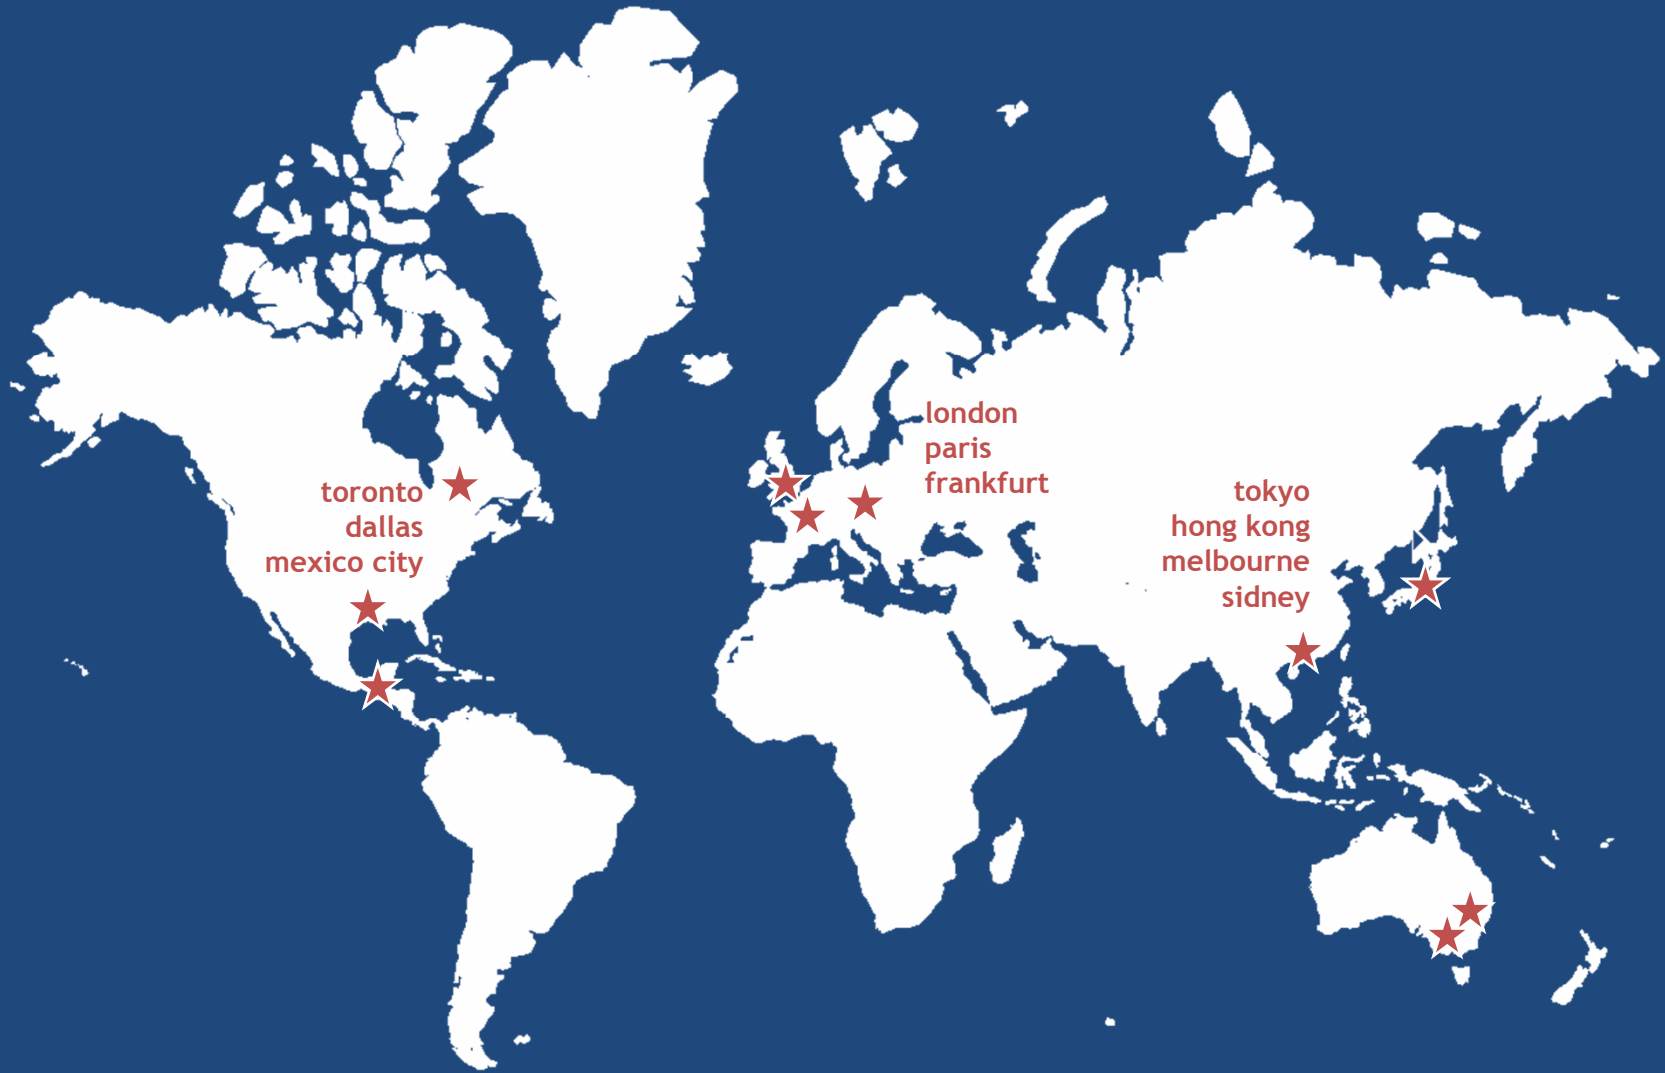 toronto
dallas
mexico city
london
paris
frankfurt
tokyo
hong kong
melbourne
sidney